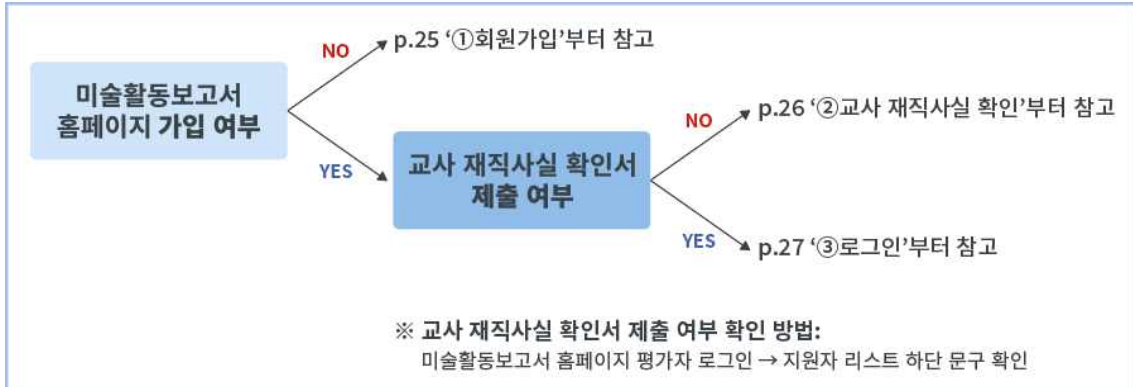 NO
p.25 ‘①회원가입’부터 참고
미술활동보고서
홈페이지 가입 여부
NO
p.26 ‘②교사 재직사실 확인’부터 참고
YES
교사 재직사실 확인서
제출 여부
YES
p.27 ‘③로그인’부터 참고
※ 교사 재직사실 확인서 제출 여부 확인 방법:
미술활동보고서 홈페이지 평가자 로그인 → 지원자 리스트 하단 문구 확인